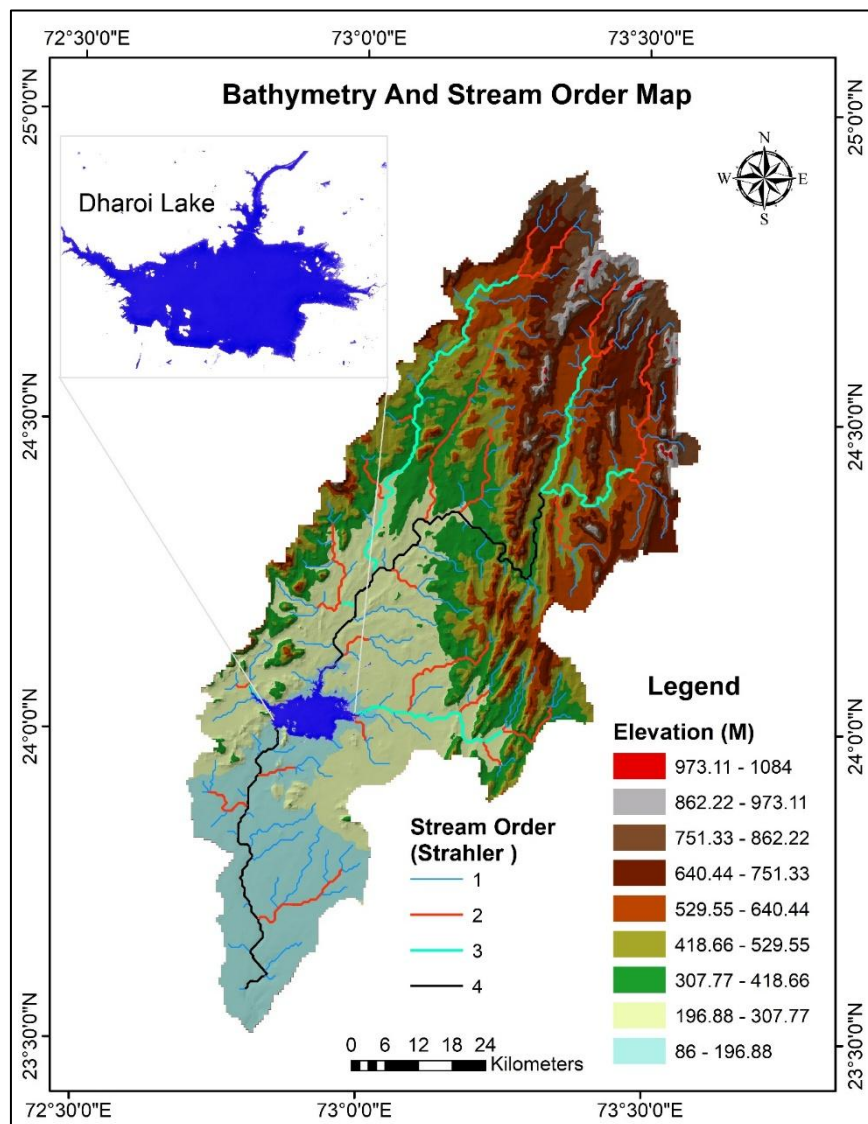 72°30'0"E 73°0'0"E 73°30'0"E
Bathymetry And Stream Order Map
25°0'0"N
25°0'0"N
N
W E
S
Dharoi Lake
24°30'0"N
24°30'0"N
24°0'0"N
24°0'0"N
23°30'0"N
23°30'0"N
Legend
Elevation (M)
973.11 - 1084
862.22 - 973.11
751.33 - 862.22
640.44 - 751.33
529.55 - 640.44
418.66 - 529.55
307.77 - 418.66
196.88 - 307.77
86 - 196.88
Stream Order
(Strahler )
1
2
3
4
0 3 6 12 18 24
Kilometers
72°30'0"E 73°0'0"E 73°30'0"E